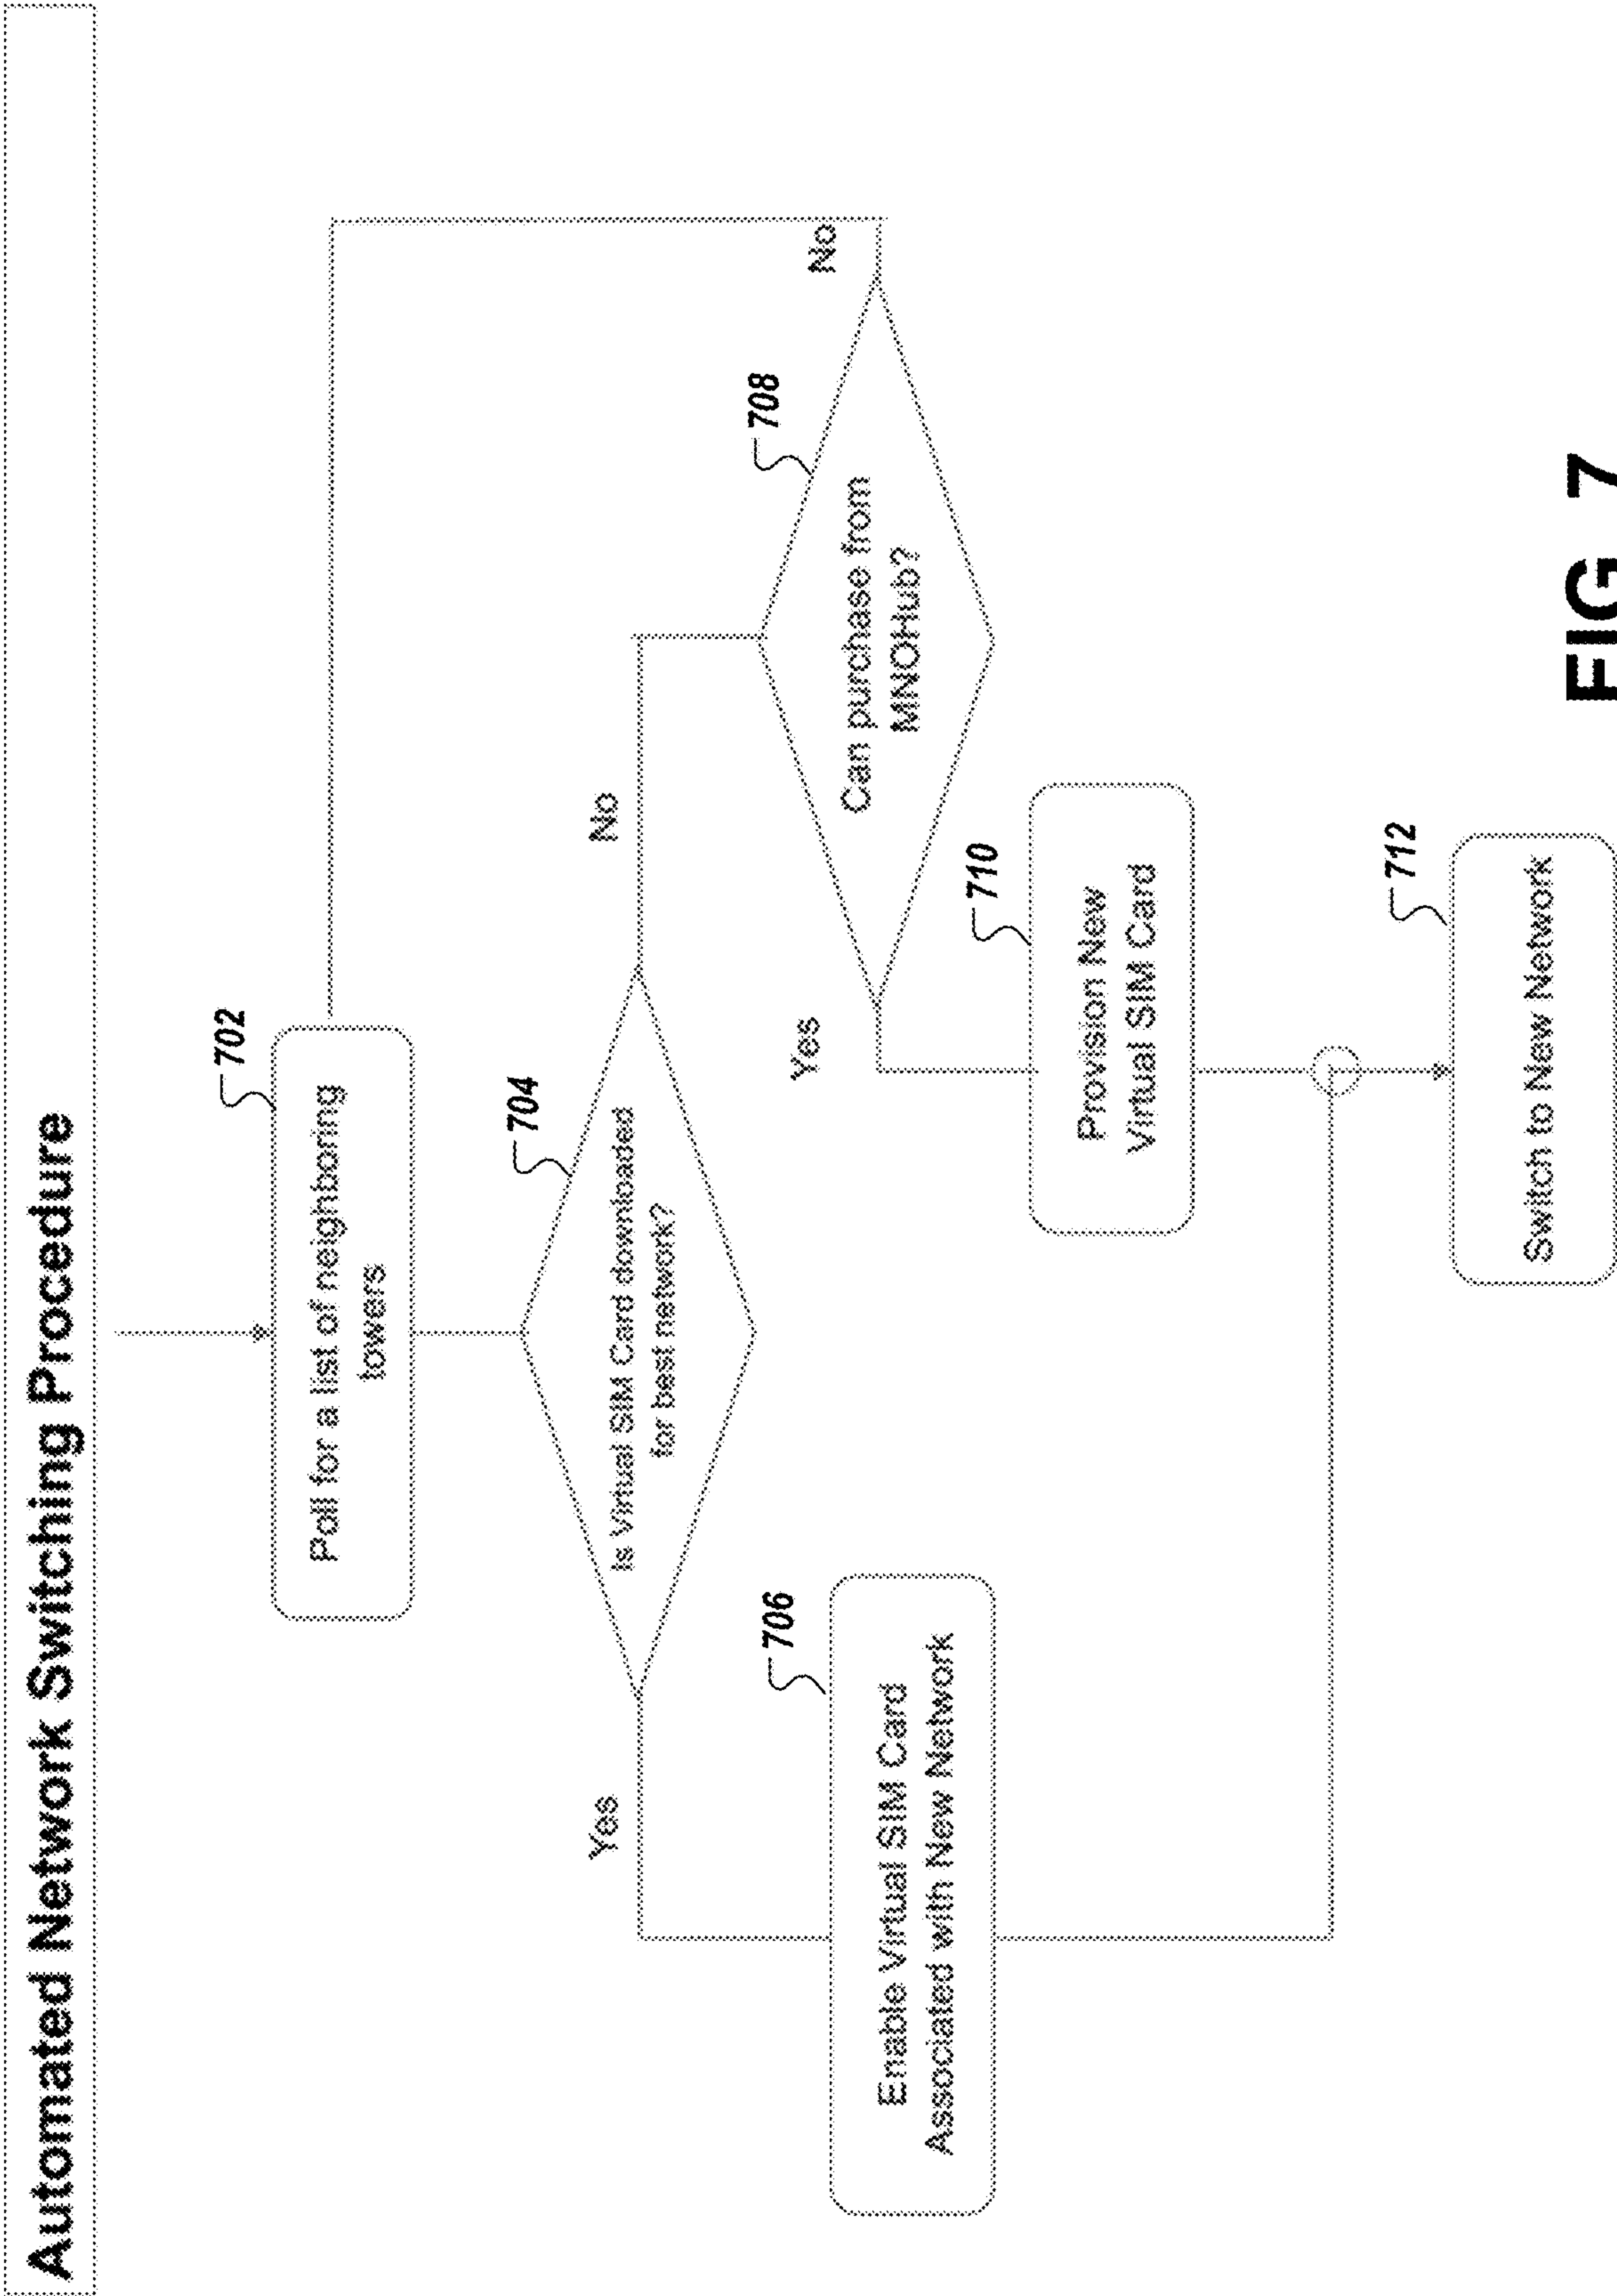 Automated Network Switching Procedure
702
Poll for a list of neighboring
towers
704
Is Virtual SIM Card downloaded
for best network?
Yes
No
706
Enable Virtual SIM Card
Associated with New Network
708
Can purchase from
MNOHub?
Yes
No
710
Provision New
Virtual SIM Card
712
Switch to New Network
FIG 7